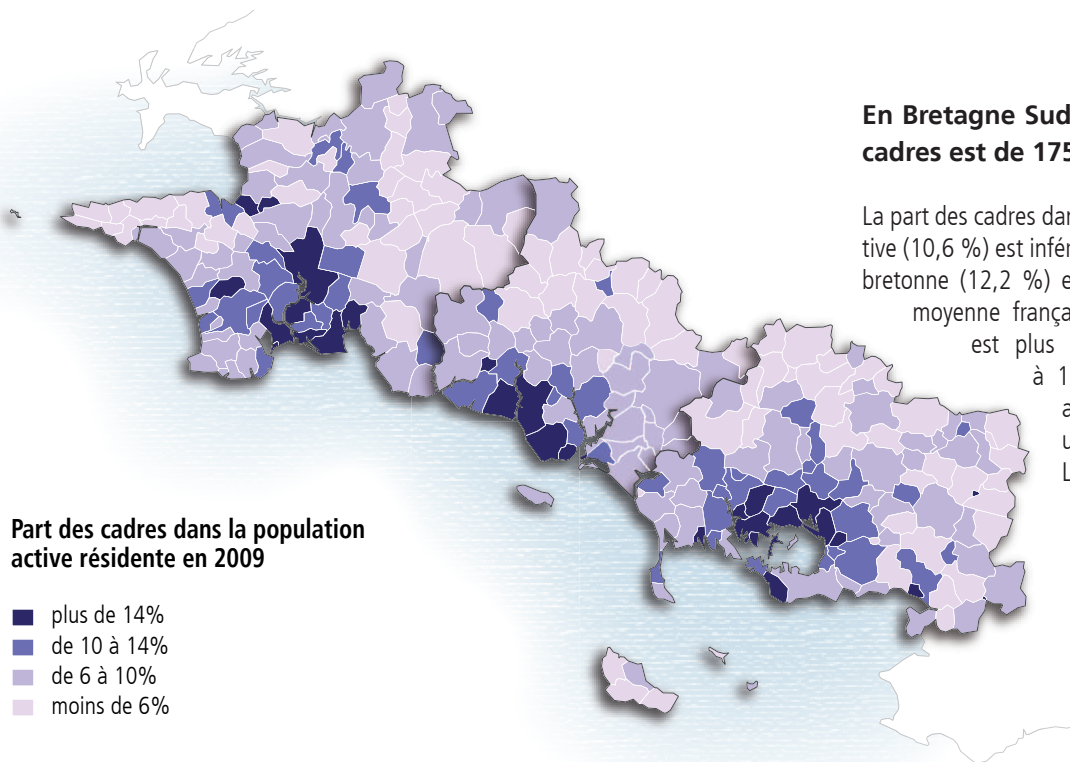 En Bretagne Sud
cadres est de 175
La part des cadres dan
tive (10,6 %) est infér
bretonne (12,2 %) e
moyenne frança
est plus
à 1
a
u
L
Part des cadres dans la population
active résidente en 2009
plus de 14%
de 10 à 14%
de 6 à 10%
moins de 6%